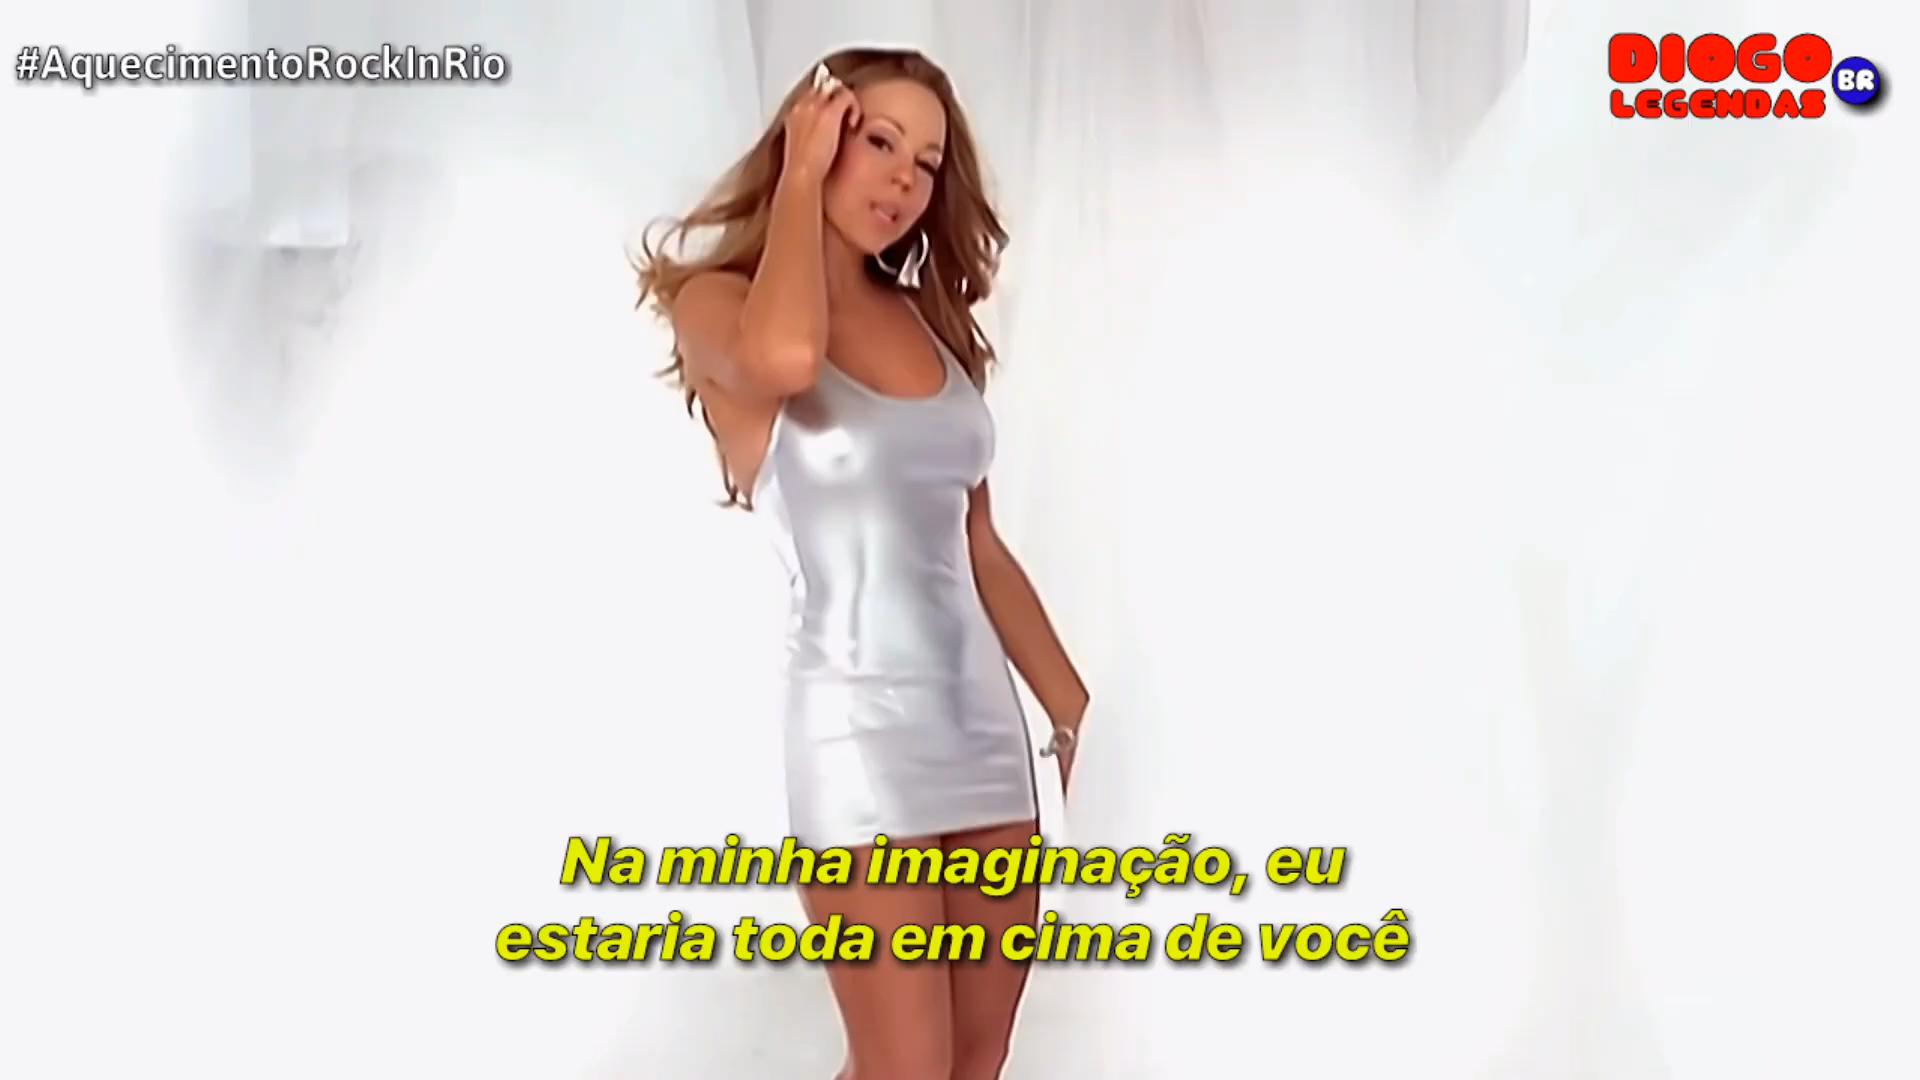 #AquecimentoRockInRio
DIOGO
LEGENDAS
BR
Na minha imaginação, eu
estaria toda em cima de você